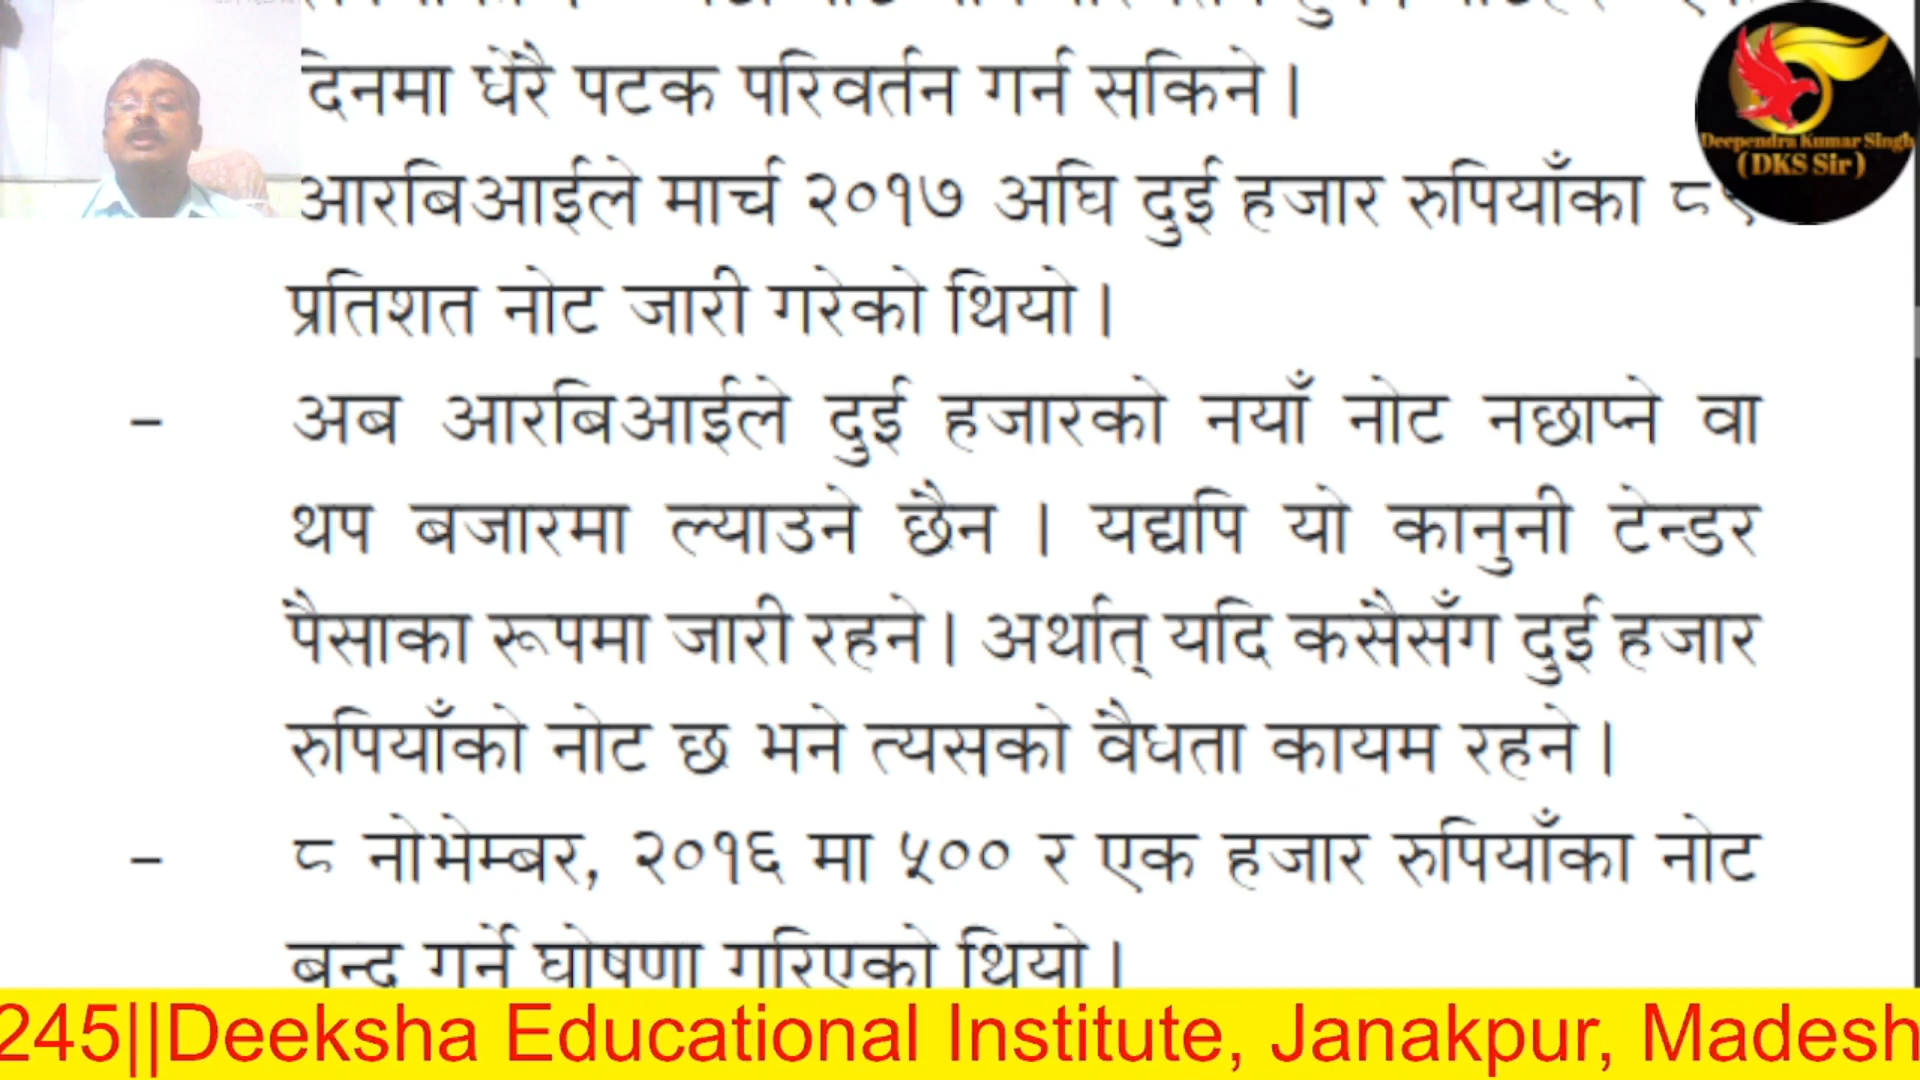 दिनमा धेरै पटक परिवर्तन गर्न सकिने।
आरबिआईले मार्च २०१७ अघि दुई हजार रुपियाँका
प्रतिशत नोट जारी गरेको थियो।
– अब आरबिआईले दुई हजारको नयाँ नोट नछाप्ने वा
थप बजारमा ल्याउने छैन । यद्यपि यो कानुनी टेन्डर
पैसाका रूपमा जारी रहने। अर्थात् यदि कसैसँग दुई हजार
रुपियाँको नोट छ भने त्यसको वैधता कायम रहने।
– ८ नोभेम्बर, २०१६ मा ५०० र एक हजार रुपियाँका नोट
बन्द गर्ने घोषणा गरिएको थियो।
Deependra Kumar Singh
(DKS Sir)
245||Deeksha Educational Institute, Janakpur, Madesh